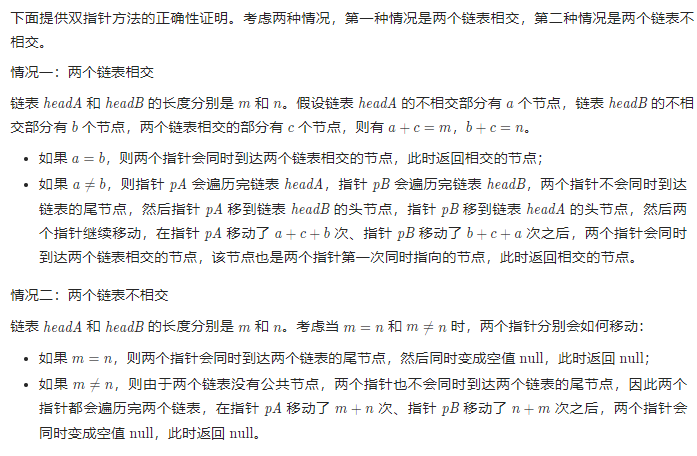 下面提供双指针方法的正确性证明。考虑两种情况，第一种情况是两个链表相交，第二种情况是两个链表不
相交。
情况一：两个链表相交
链表 headA 和 headB 的长度分别是 m 和 n。假设链表 headA 的不相交部分有 a 个节点，链表 headB 的不相
交部分有 b 个节点，两个链表相交的部分有 c 个节点，则有 a + c = m，b + c = n。
• 如果 a = b，则两个指针会同时到达两个链表相交的节点，此时返回相交的节点；
• 如果 a ≠ b，则指针 pA 会遍历完链表 headA，指针 pB 会遍历完链表 headB，两个指针不会同时到达
链表的尾节点，然后指针 pA 移到链表 headB 的头节点，指针 pB 移到链表 headA 的头节点，然后两
个指针继续移动，在指针 pA 移动了 a + c + b 次、指针 pB 移动了 b + c + a 次之后，两个指针会同时
到达两个链表相交的节点，该节点也是两个指针第一次同时指向的节点，此时返回相交的节点。
情况二：两个链表不相交
链表 headA 和 headB 的长度分别是 m 和 n。考虑当 m = n 和 m ≠ n 时，两个指针分别会如何移动：
• 如果 m = n，则两个指针会同时到达两个链表的尾节点，然后同时变成空值 null，此时返回 null；
• 如果 m ≠ n，则由于两个链表没有公共节点，两个指针也不会同时到达两个链表的尾节点，因此两个
指针都会遍历完两个链表，在指针 pA 移动了 m + n 次、指针 pB 移动了 n + m 次之后，两个指针会
同时变成空值 null，此时返回 null。